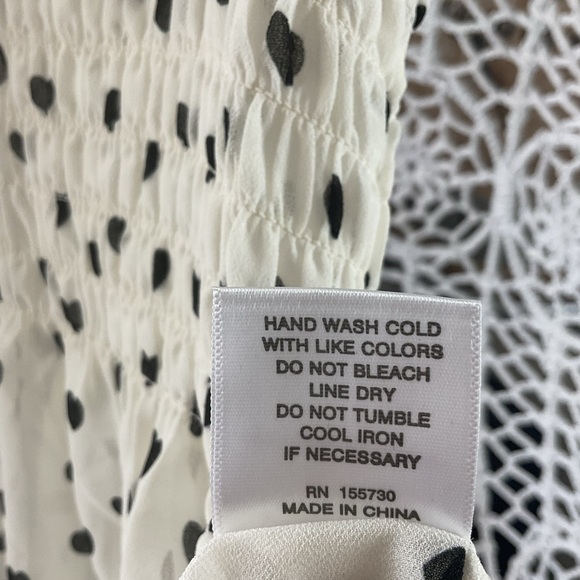 HAND WASH COLD
WITH LIKE COLORS
DO NOT BLEACH
LINE DRY
DO NOT TUMBLE
COOL IRON
IF NECESSARY
RN 155730
MADE IN CHINA